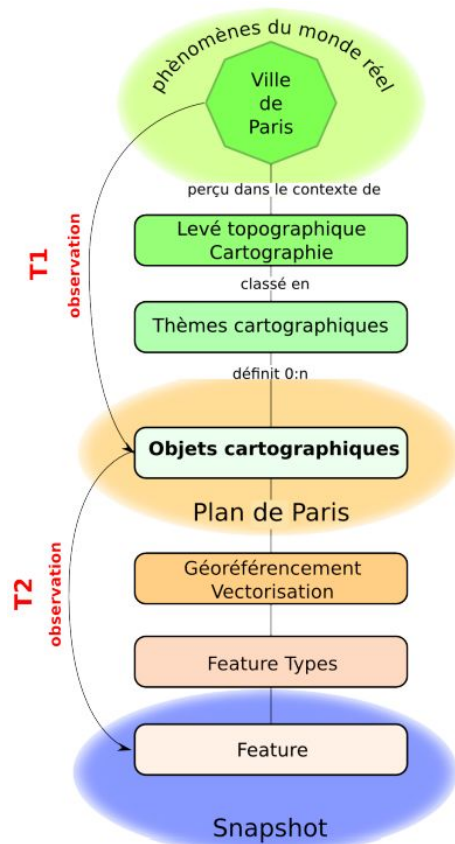 phènomènes du monde réel
Ville
de
Paris
perçu dans le contexte de
Levé topographique
Cartographie
classé en
T1
observation
Thèmes cartographiques
définit 0:n
Objets cartographiques
Plan de Paris
T2
observation
Géoréférencement
Vectorisation
Feature Types
Feature
Snapshot